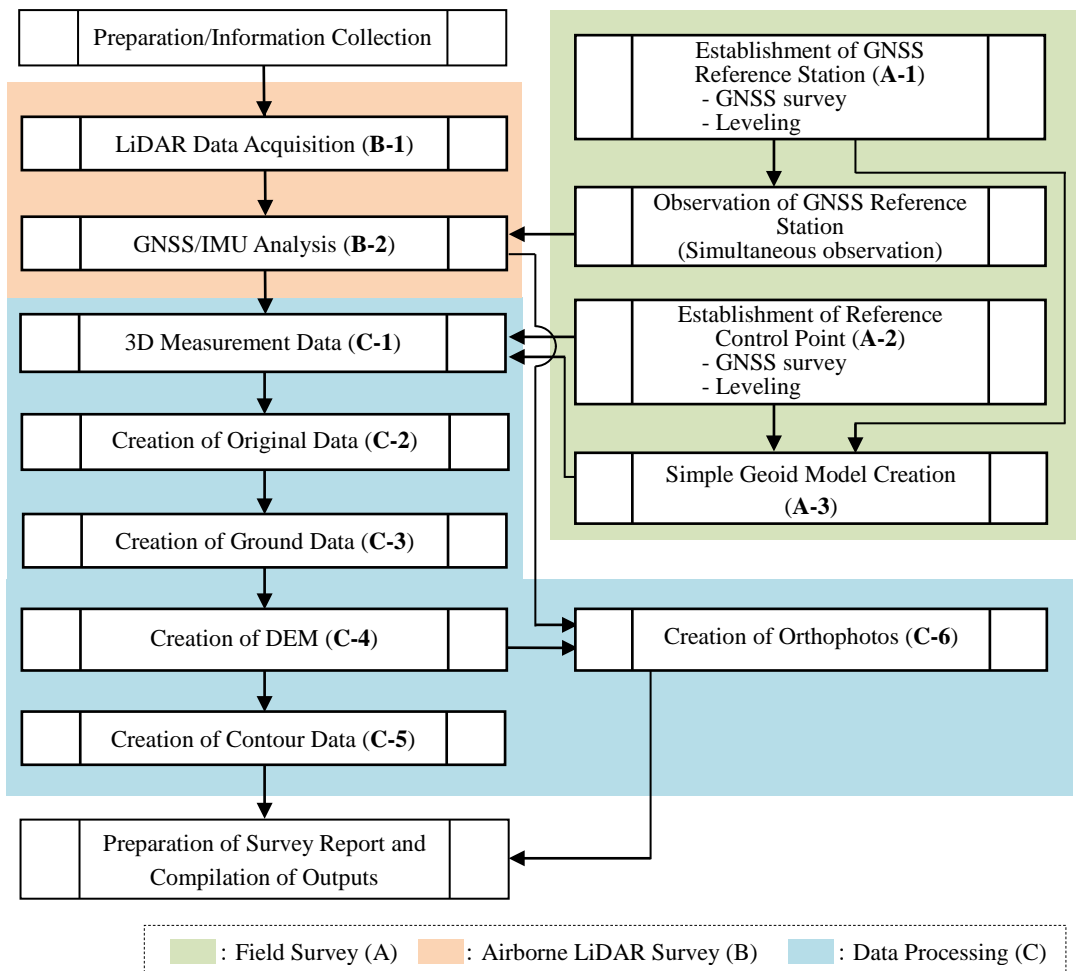 Preparation/Information Collection
LiDAR Data Acquisition (B-1)
GNSS/IMU Analysis (B-2)
3D Measurement Data (C-1)
Creation of Original Data (C-2)
Creation of Ground Data (C-3)
Creation of DEM (C-4)
Creation of Contour Data (C-5)
Preparation of Survey Report and
Compilation of Outputs
Establishment of GNSS
Reference Station (A-1)
- GNSS survey
- Leveling
Observation of GNSS Reference
Station
(Simultaneous observation)
Establishment of Reference
Control Point (A-2)
- GNSS survey
- Leveling
Simple Geoid Model Creation
(A-3)
Creation of Orthophotos (C-6)
: Field Survey (A)
: Airborne LiDAR Survey (B)
: Data Processing (C)